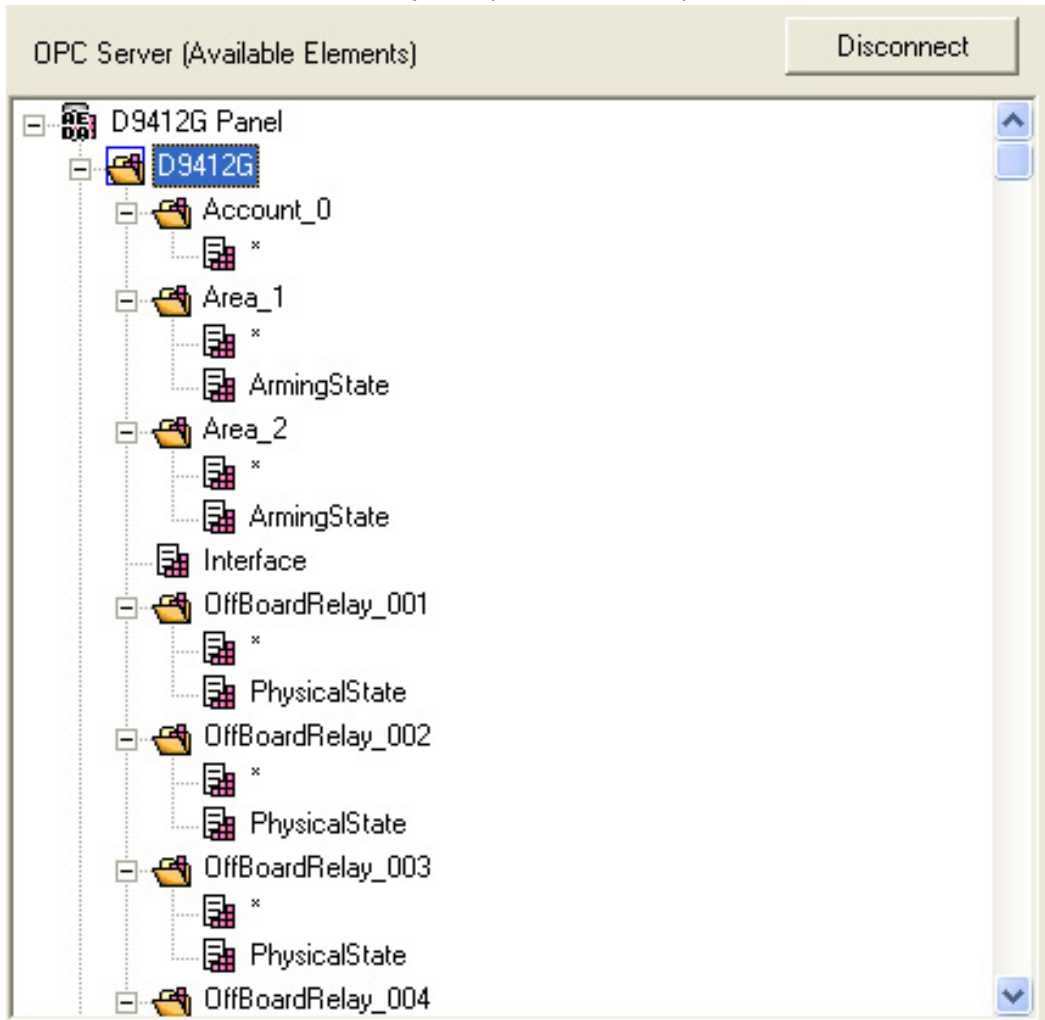 OPC Server (Available Elements)
Disconnect
D9412G Panel
D9412G
Account_0
*
Area_1
*
ArmingState
Area_2
*
ArmingState
Interface
OffBoardRelay_001
*
PhysicalState
OffBoardRelay_002
*
PhysicalState
OffBoardRelay_003
*
PhysicalState
OffBoardRelay_004